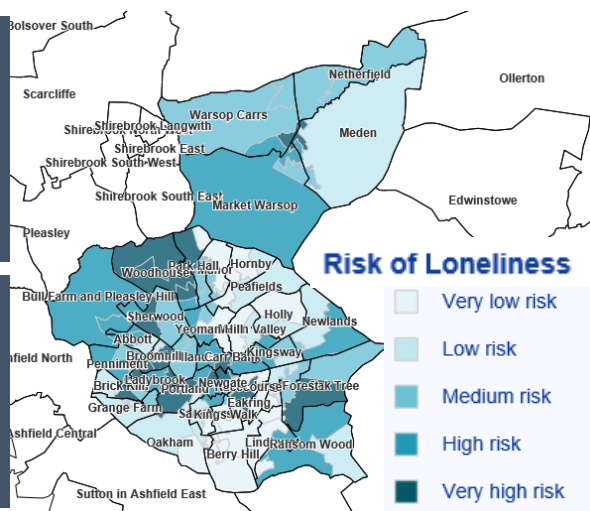 Bolsover South
Netherfield
Ollerton
Scarcliffe
Warsop Carrs
Shirebrook Langwith
Shirebrook North West
Meden
Shirebrook East
Shirebrook South West
Shirebrook South East
Market Warsop
Edwinstowe
Pleasley
Park Hall
Hornby
Woodhouse
Manor
Risk of Loneliness
Peafields
Bull Farm and Pleasley Hill
Very low risk
Sherwood
Holly
Newlands
Yeoman Hill
Valley
Abbott
Low risk
Broomhill
Carr Bank
Kingsway
nfield North
Penniment
Ladybrook
Newgate
Brick Kiln
Portland
Racecourse
Oak Tree
Medium risk
Eakring
Grange Farm
Kings Walk
Ashfield Central
Oakham
Ransom Wood
High risk
Berry Hill
Sutton in Ashfield East
Very high risk